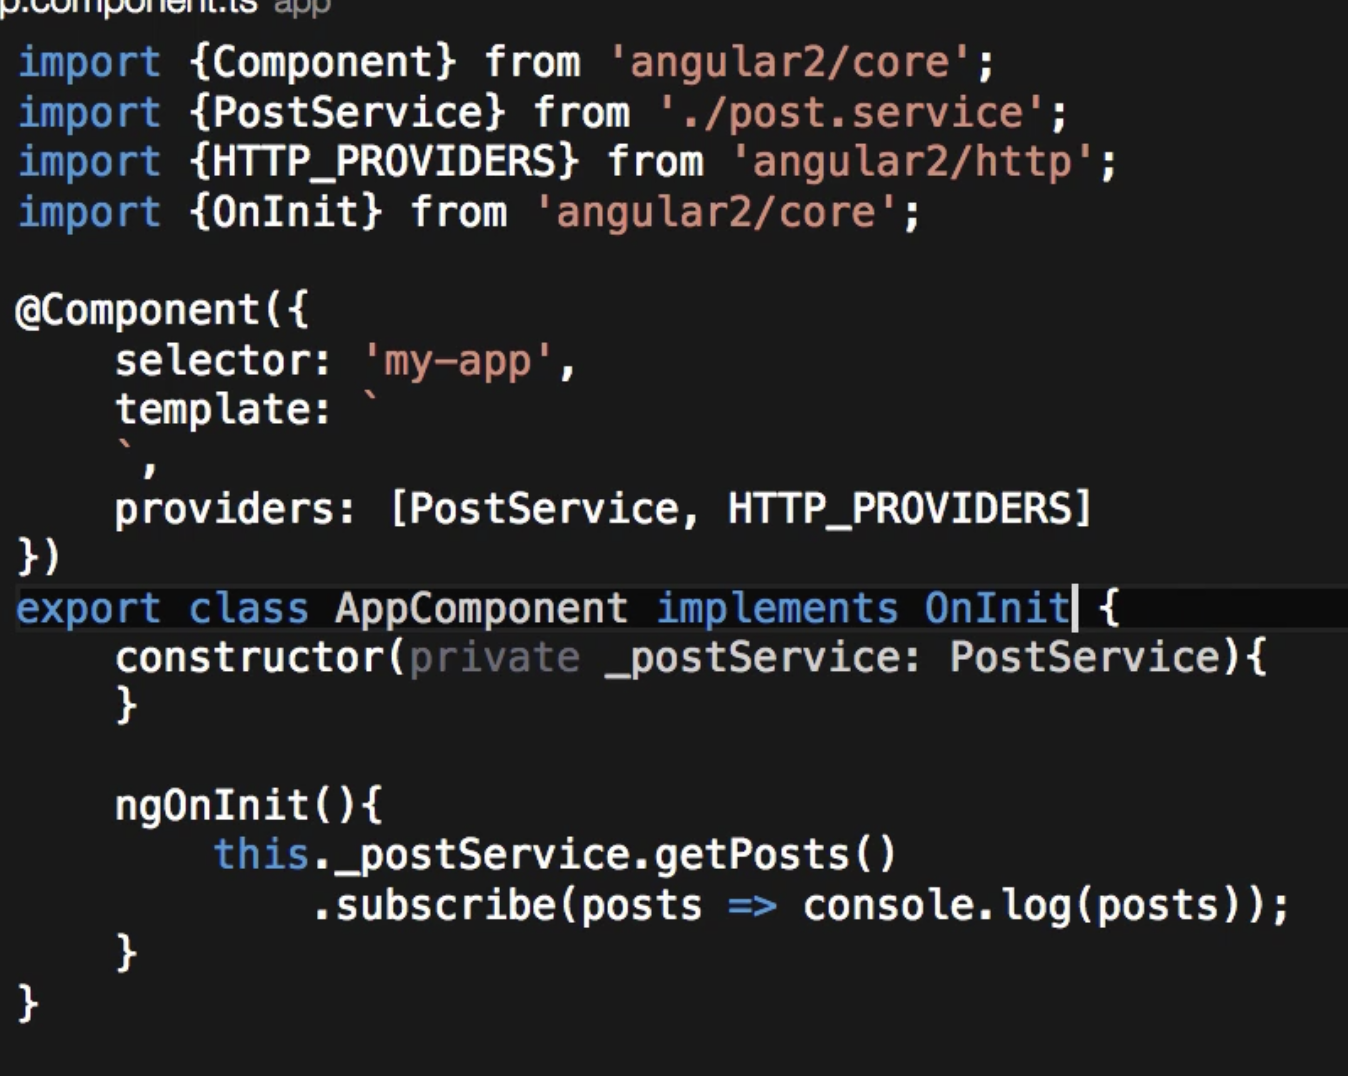 p.component.ts app
import {Component} from 'angular2/core';
import {PostService} from './post.service';
import {HTTP_PROVIDERS} from 'angular2/http';
import {OnInit} from 'angular2/core';

@Component({
    selector: 'my-app',
    template: `
    `,
    providers: [PostService, HTTP_PROVIDERS]
})
export class AppComponent implements OnInit {
    constructor(private _postService: PostService){
    }

    ngOnInit(){
        this._postService.getPosts()
            .subscribe(posts => console.log(posts));
    }
}